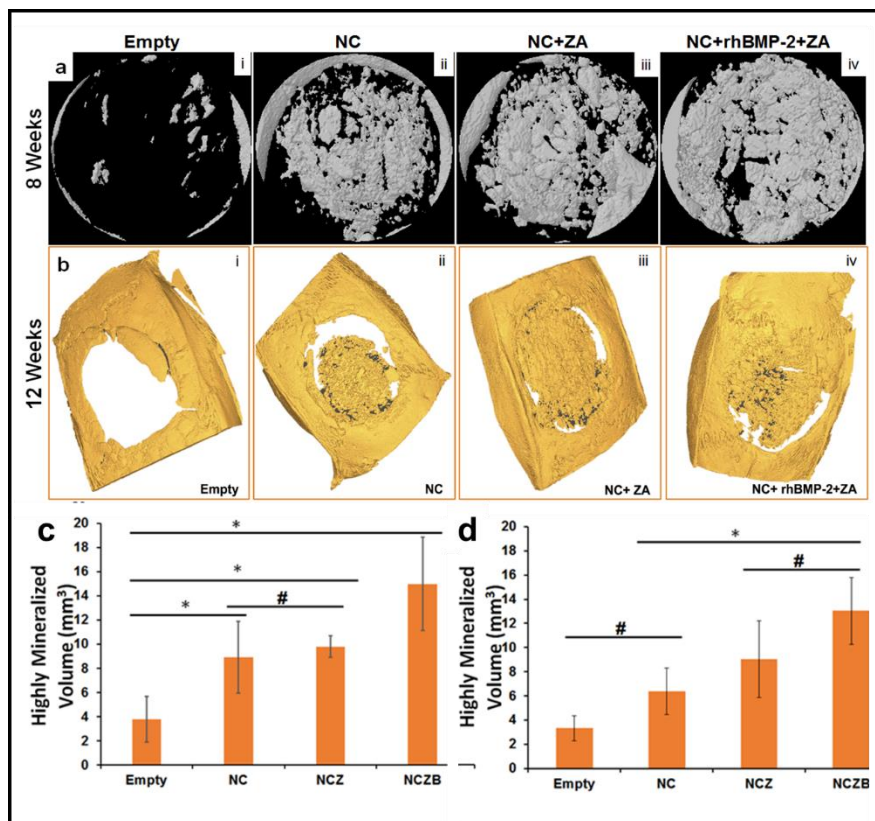 Empty NC NC+ZA NC+rhBMP-2+ZA
a i ii iii iv
8 Weeks
b i ii iii iv
12 Weeks
Empty NC NC+ ZA NC+ rhBMP-2+ZA
c
Highly Mineralized
Volume (mm³)
20
18
16
14
12
10
8
6
4
2
0
*
*
*
#
Empty NC NCZ NCZB
d
Highly Mineralized
Volume (mm³)
20
18
16
14
12
10
8
6
4
2
0
*
#
#
Empty NC NCZ NCZB